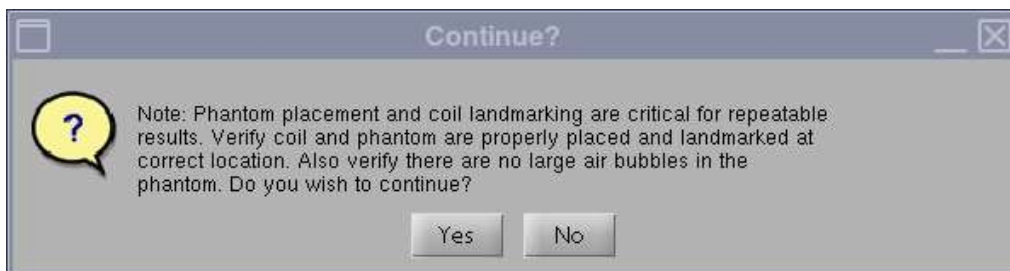 Continue?
?
Note: Phantom placement and coil landmarking are critical for repeatable
results. Verify coil and phantom are properly placed and landmarked at
correct location. Also verify there are no large air bubbles in the
phantom. Do you wish to continue?
Yes No